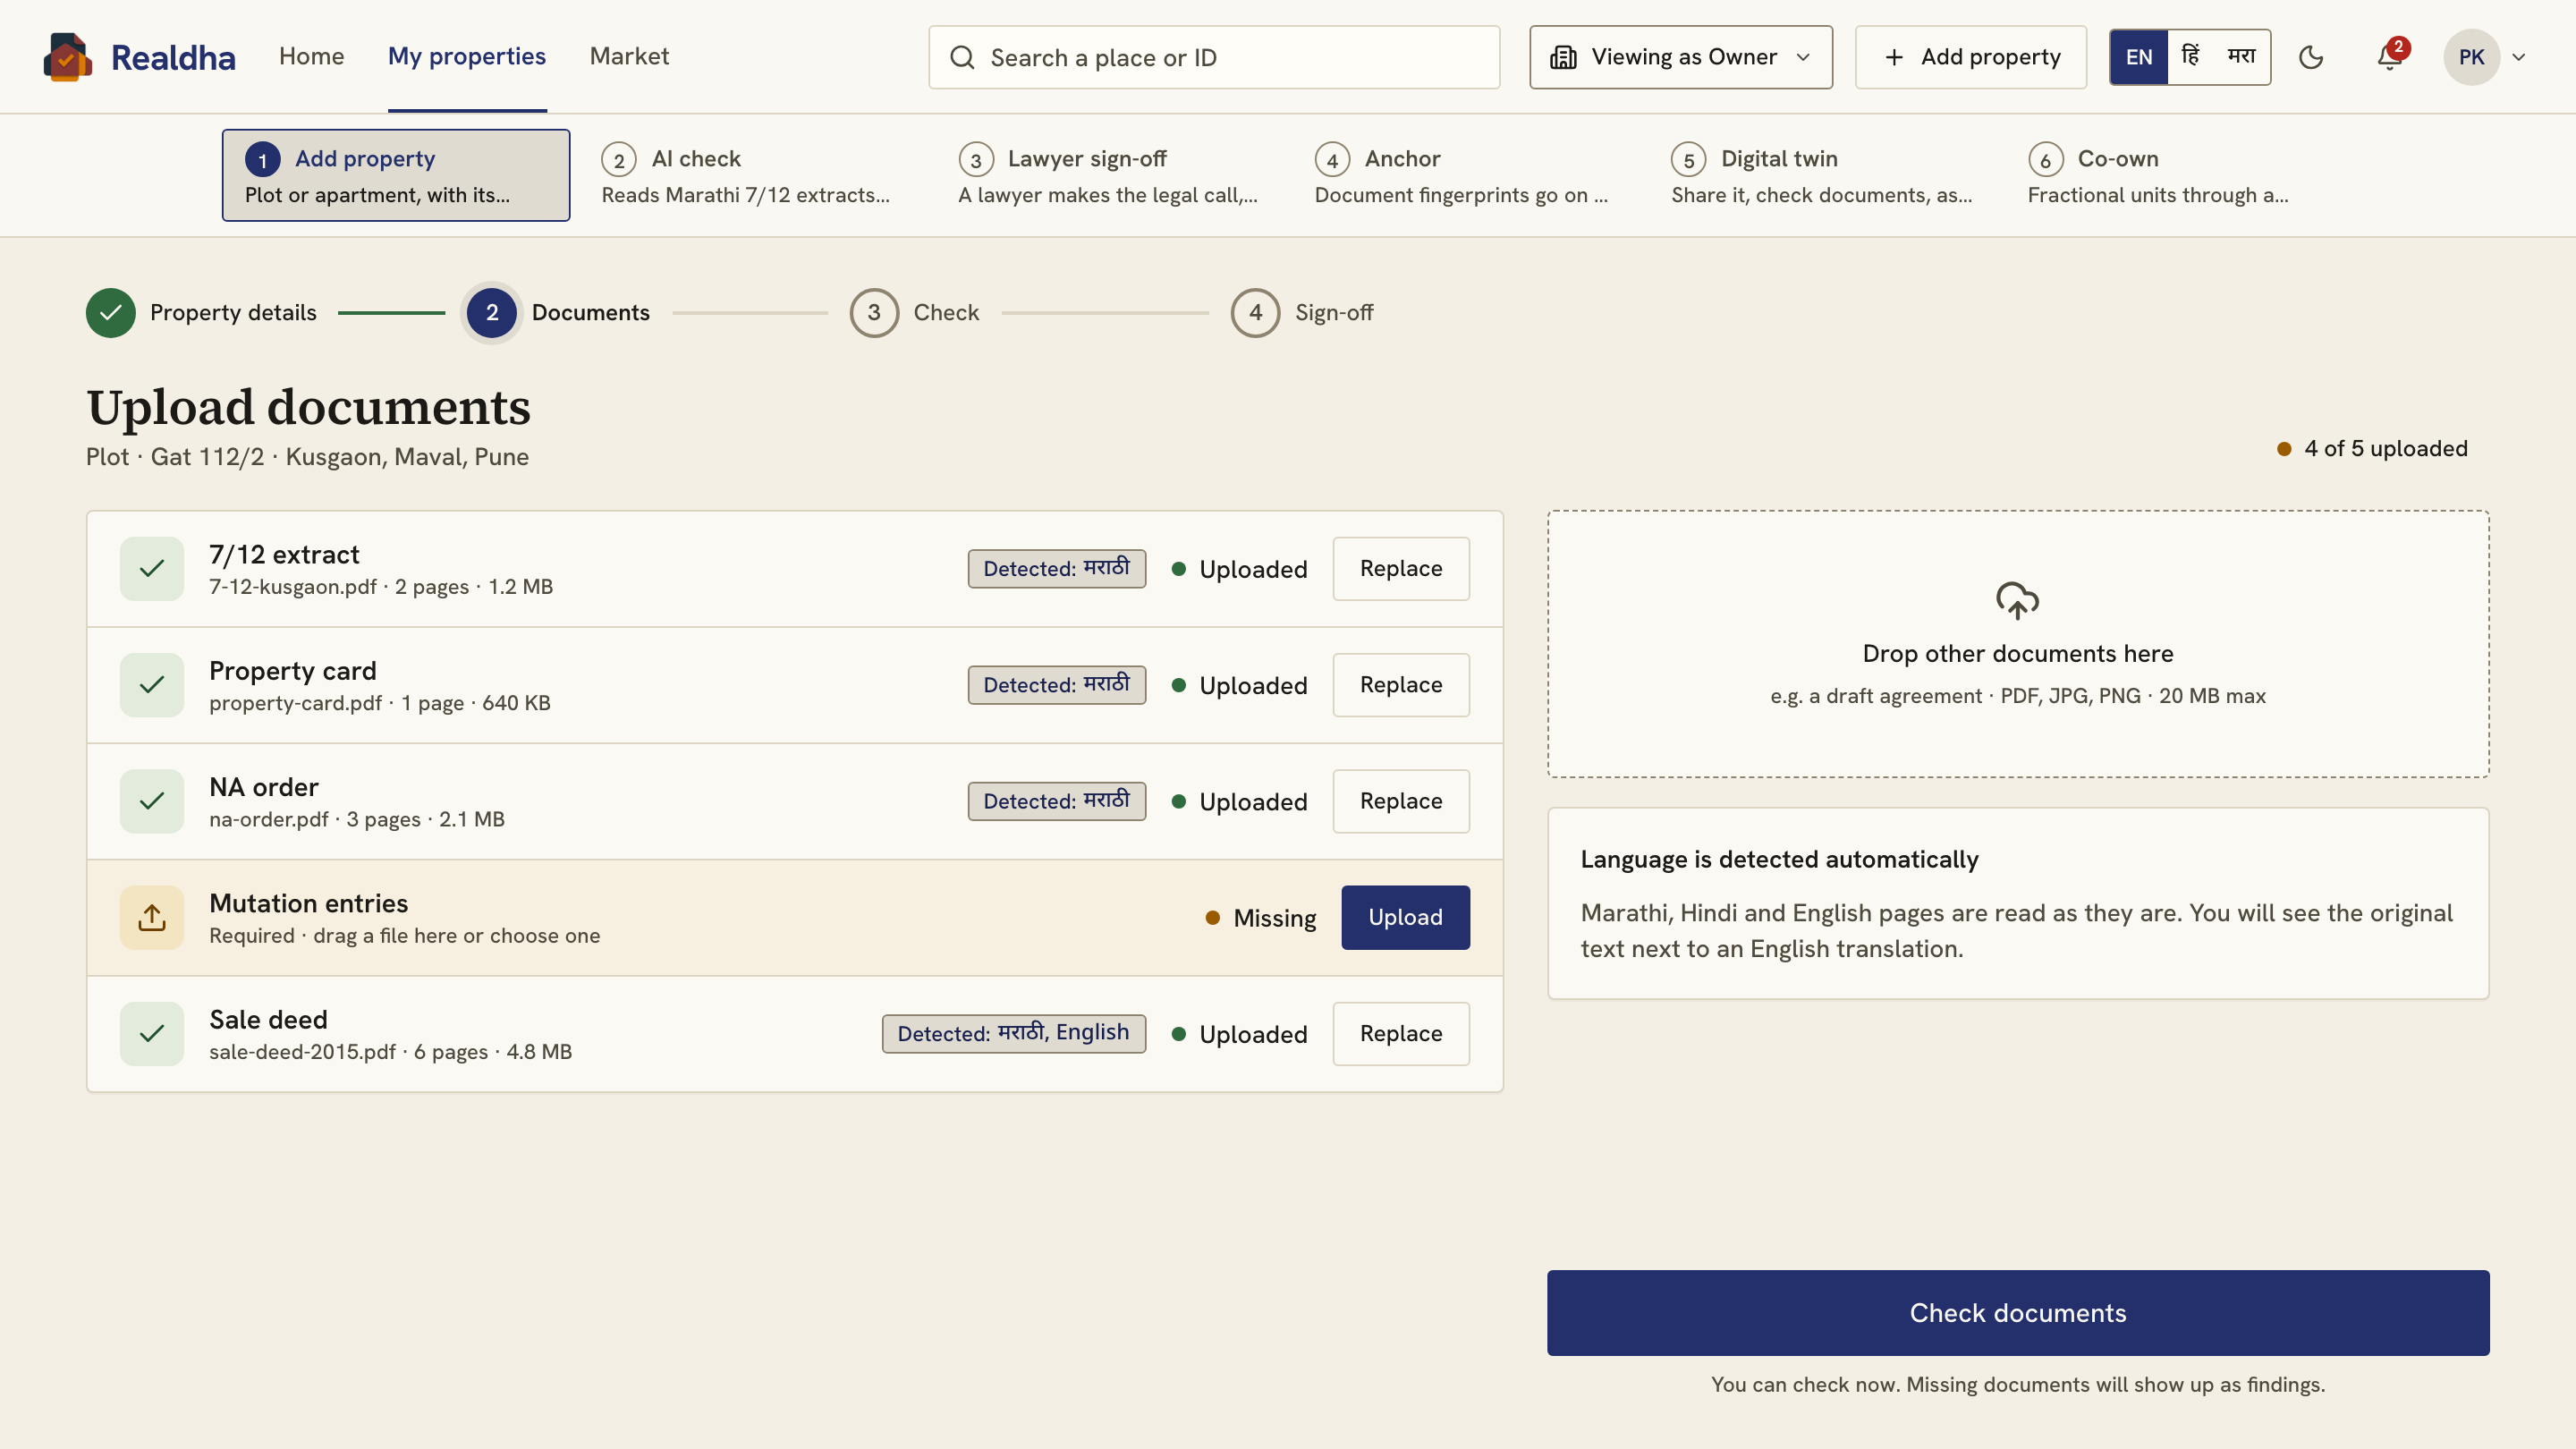 Realdha
Home
My properties
Market
Search a place or ID
Viewing as Owner
Add property
EN
हिं
मरा
2
PK
1 Add property
Plot or apartment, with its...
2 AI check
Reads Marathi 7/12 extracts...
3 Lawyer sign-off
A lawyer makes the legal call,...
4 Anchor
Document fingerprints go on ...
5 Digital twin
Share it, check documents, as...
6 Co-own
Fractional units through a...
Property details
2 Documents
3 Check
4 Sign-off
Upload documents
Plot · Gat 112/2 · Kusgaon, Maval, Pune
4 of 5 uploaded
7/12 extract
7-12-kusgaon.pdf · 2 pages · 1.2 MB
Detected: मराठी
Uploaded
Replace
Property card
property-card.pdf · 1 page · 640 KB
Detected: मराठी
Uploaded
Replace
NA order
na-order.pdf · 3 pages · 2.1 MB
Detected: मराठी
Uploaded
Replace
Mutation entries
Required · drag a file here or choose one
Missing
Upload
Sale deed
sale-deed-2015.pdf · 6 pages · 4.8 MB
Detected: मराठी, English
Uploaded
Replace
Drop other documents here
e.g. a draft agreement · PDF, JPG, PNG · 20 MB max
Language is detected automatically
Marathi, Hindi and English pages are read as they are. You will see the original
text next to an English translation.
Check documents
You can check now. Missing documents will show up as findings.